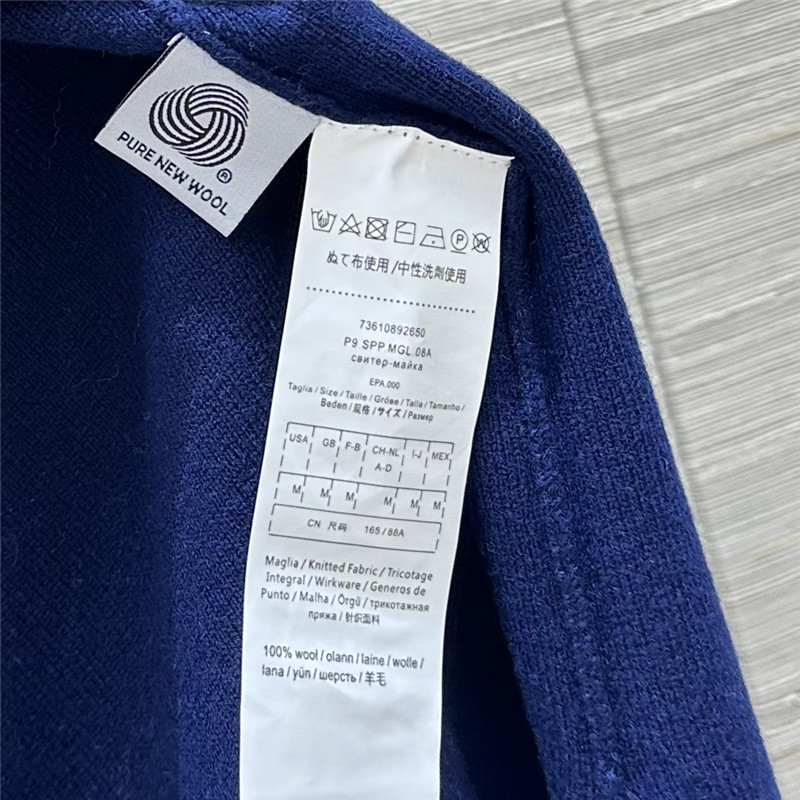 PURE NEW WOOL
®
P W
ぬて布使用 /中性洗劑使用
73610892650
P9 SPP.MGL.08A
свитер-майка
EPA.000
Taglia / Size / Taille / Grösse / Talla / Tamanho /
Beden / 规格 / サイズ / Размер
USA GB F-B CH-NL I-J MEX
A-D
M M M M M M
CN 尺码 165 / 88A
Maglia / Knitted Fabric / Tricotage
Integral / Wirkware / Generos de
Punto / Malha / Örgü / трикотажная
пряжа / 针织面料
100% wool / olann / laine / wolle /
lana / yün / шерсть / 羊毛